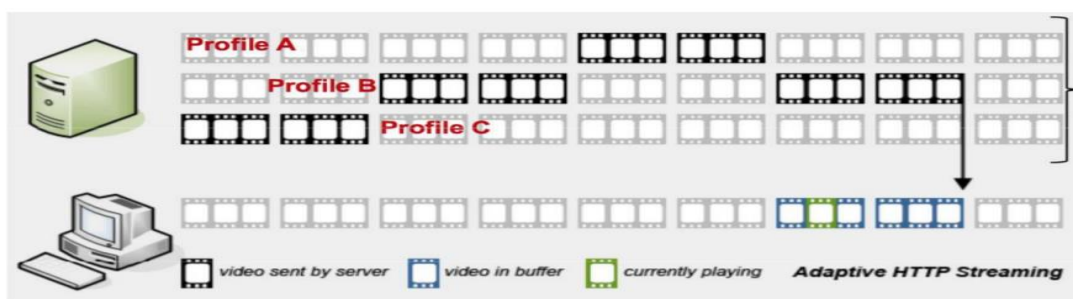 Profile A
Profile B
Profile C
video sent by server
video in buffer
currently playing
Adaptive HTTP Streaming